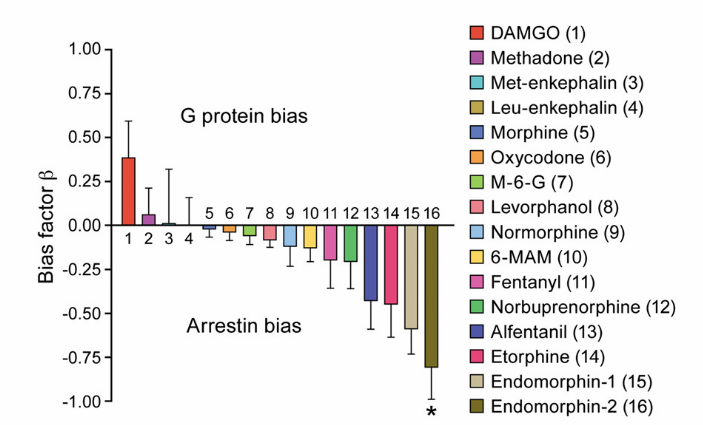 DAMGO (1)
Methadone (2)
Met-enkephalin (3)
Leu-enkephalin (4)
Morphine (5)
Oxycodone (6)
M-6-G (7)
Levorphanol (8)
Normorphine (9)
6-MAM (10)
Fentanyl (11)
Norbuprenorphine (12)
Alfentanil (13)
Etorphine (14)
Endomorphin-1 (15)
Endomorphin-2 (16)
Bias factor β
1.00
0.75
0.50
0.25
0.00
-0.25
-0.50
-0.75
-1.00
G protein bias
5 6 7 8 9 10 11 12 13 14 15 16
1 2 3 4
Arrestin bias
*